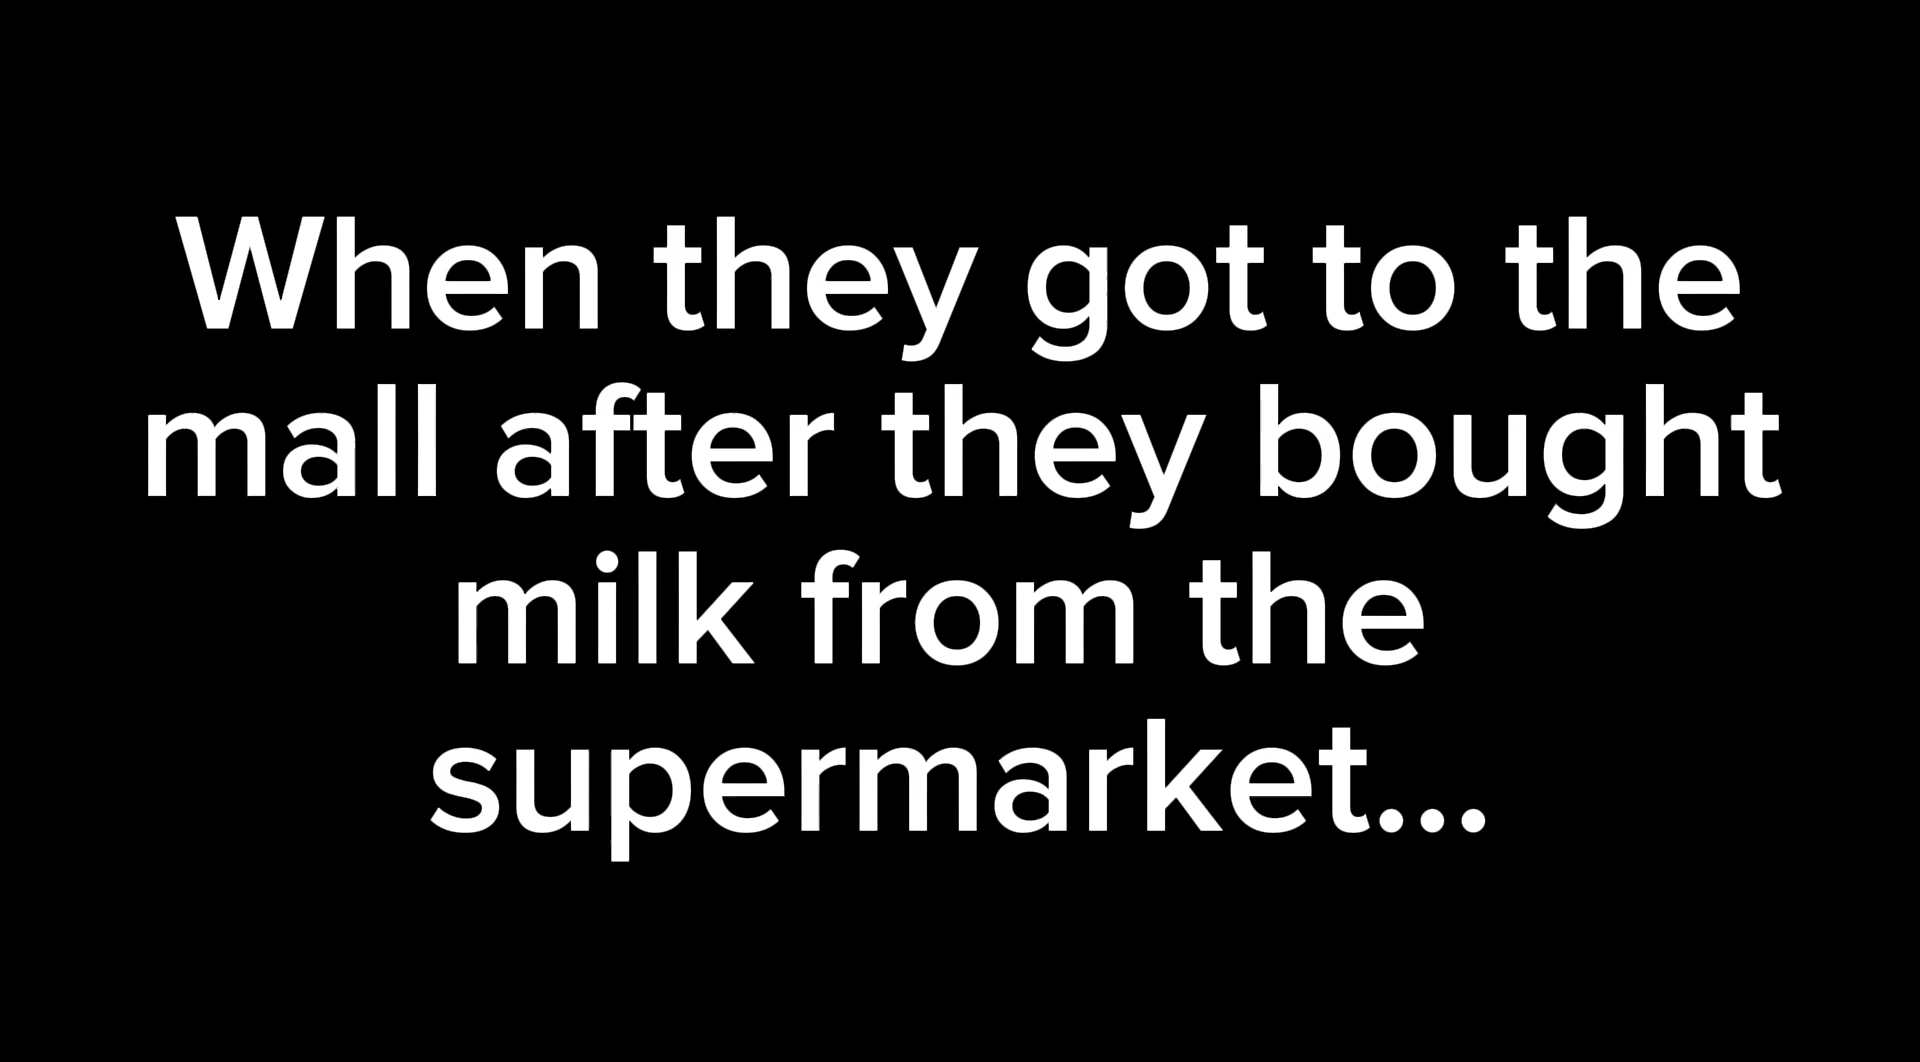 When they got to the
mall after they bought
milk from the
supermarket...